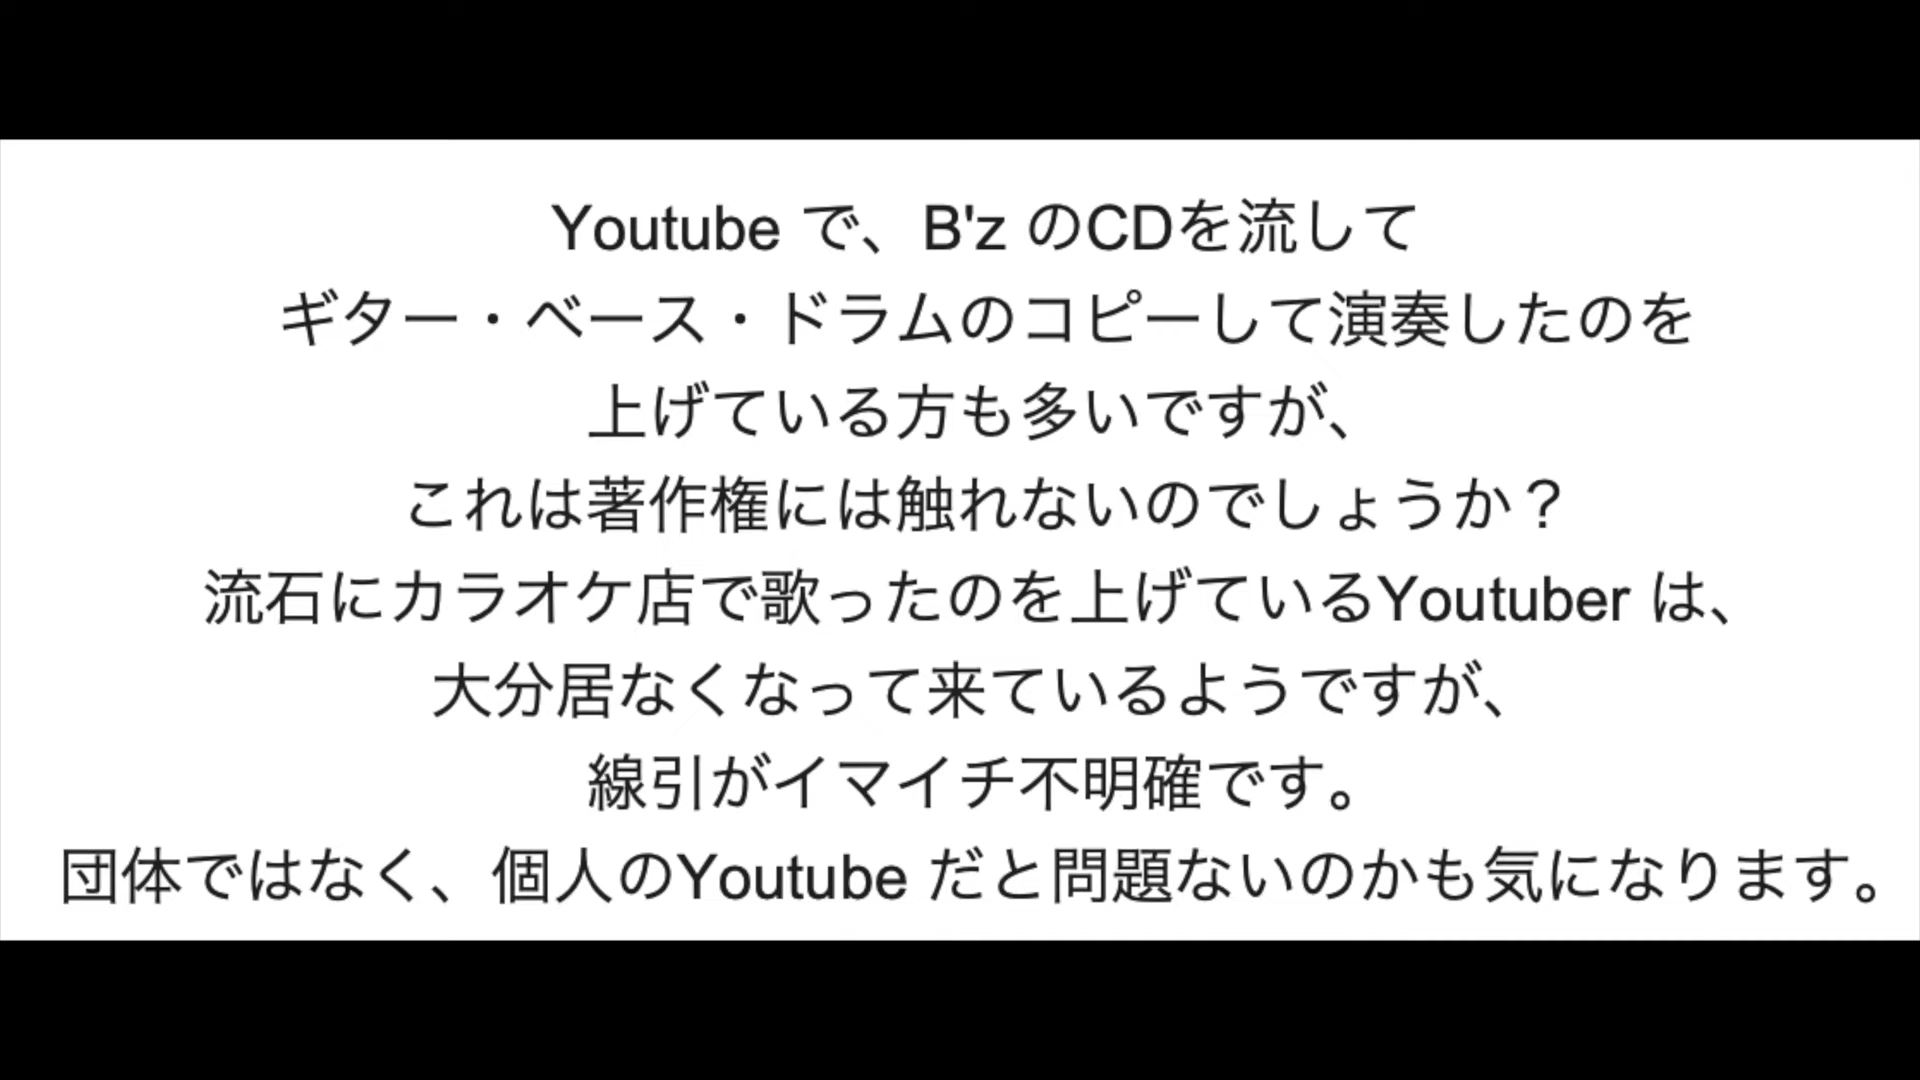 Youtube で、B'z のCDを流して
ギター・ベース・ドラムのコピーして演奏したのを
上げている方も多いですが、
これは著作権には触れないのでしょうか？
流石にカラオケ店で歌ったのを上げているYoutuber は、
大分居なくなって来ているようですが、
線引がイマイチ不明確です。
団体ではなく、個人のYoutube だと問題ないのかも気になります。